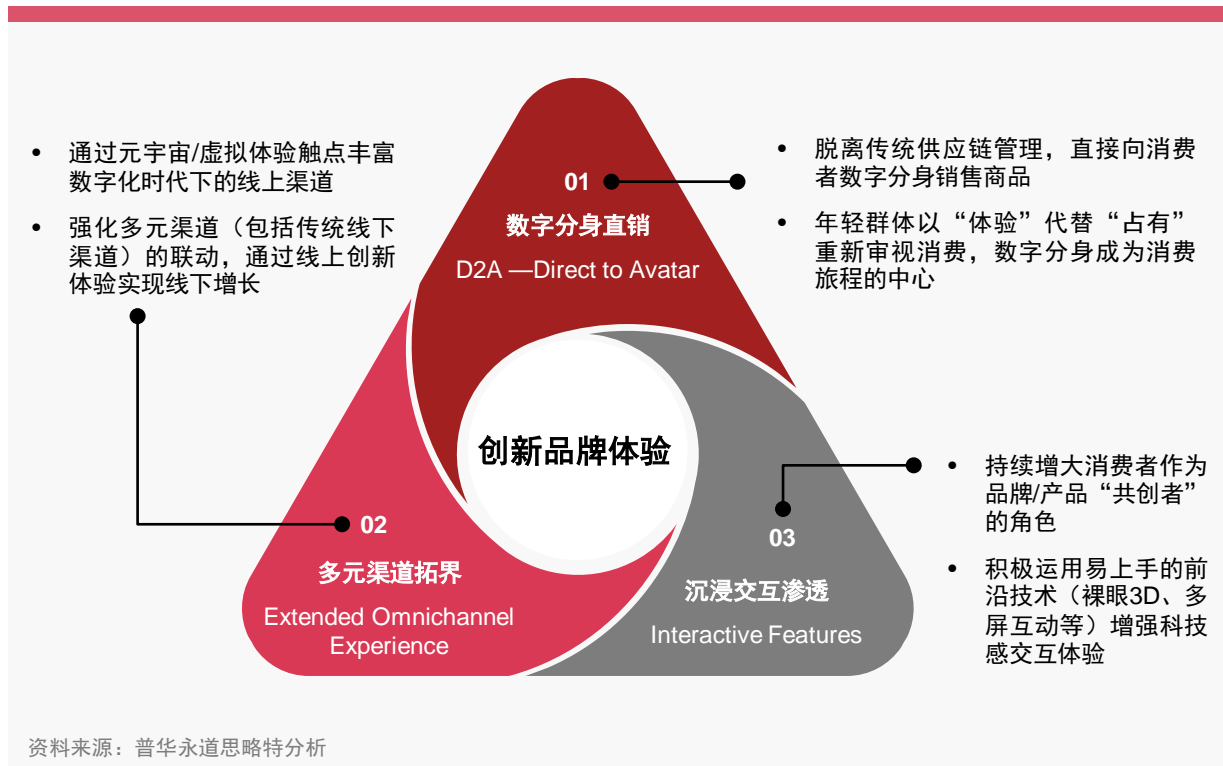 01
数字分身直销
D2A —Direct to Avatar
• 脱离传统供应链管理，直接向消费
者数字分身销售商品
• 年轻群体以“体验”代替“占有”
重新审视消费，数字分身成为消费
旅程的中心
• 通过元宇宙/虚拟体验触点丰富
数字化时代下的线上渠道
• 强化多元渠道（包括传统线下
渠道）的联动，通过线上创新
体验实现线下增长
创新品牌体验
02
多元渠道拓界
Extended Omnichannel
Experience
03
沉浸交互渗透
Interactive Features
• 持续增大消费者作为
品牌/产品“共创者”
的角色
• 积极运用易上手的前
沿技术（裸眼3D、多
屏互动等）增强科技
感交互体验
资料来源：普华永道思略特分析